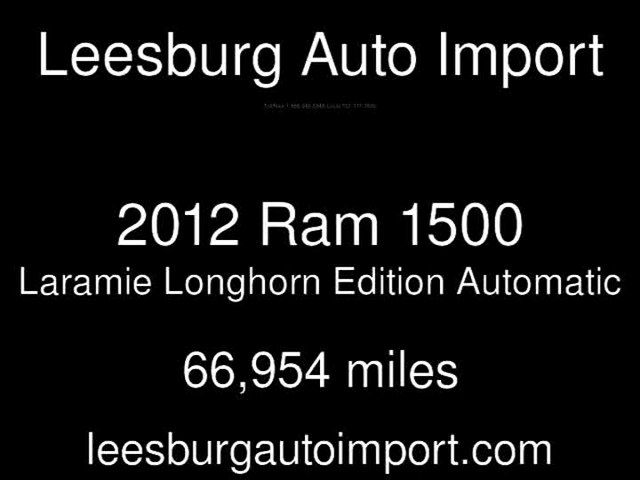 Leesburg Auto Import
2012 Ram 1500
Laramie Longhorn Edition Automatic
66,954 miles
leesburgautoimport.com